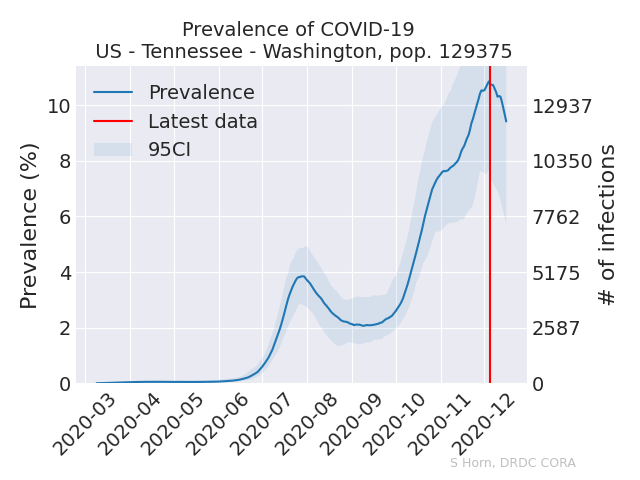 Prevalence of COVID-19
US - Tennessee - Washington, pop. 129375
Prevalence
Latest data
95CI
Prevalence (%)
10
8
6
4
2
0
12937
10350
7762
5175
2587
0
# of infections
2020-03
2020-04
2020-05
2020-06
2020-07
2020-08
2020-09
2020-10
2020-11
2020-12
S Horn, DRDC CORA